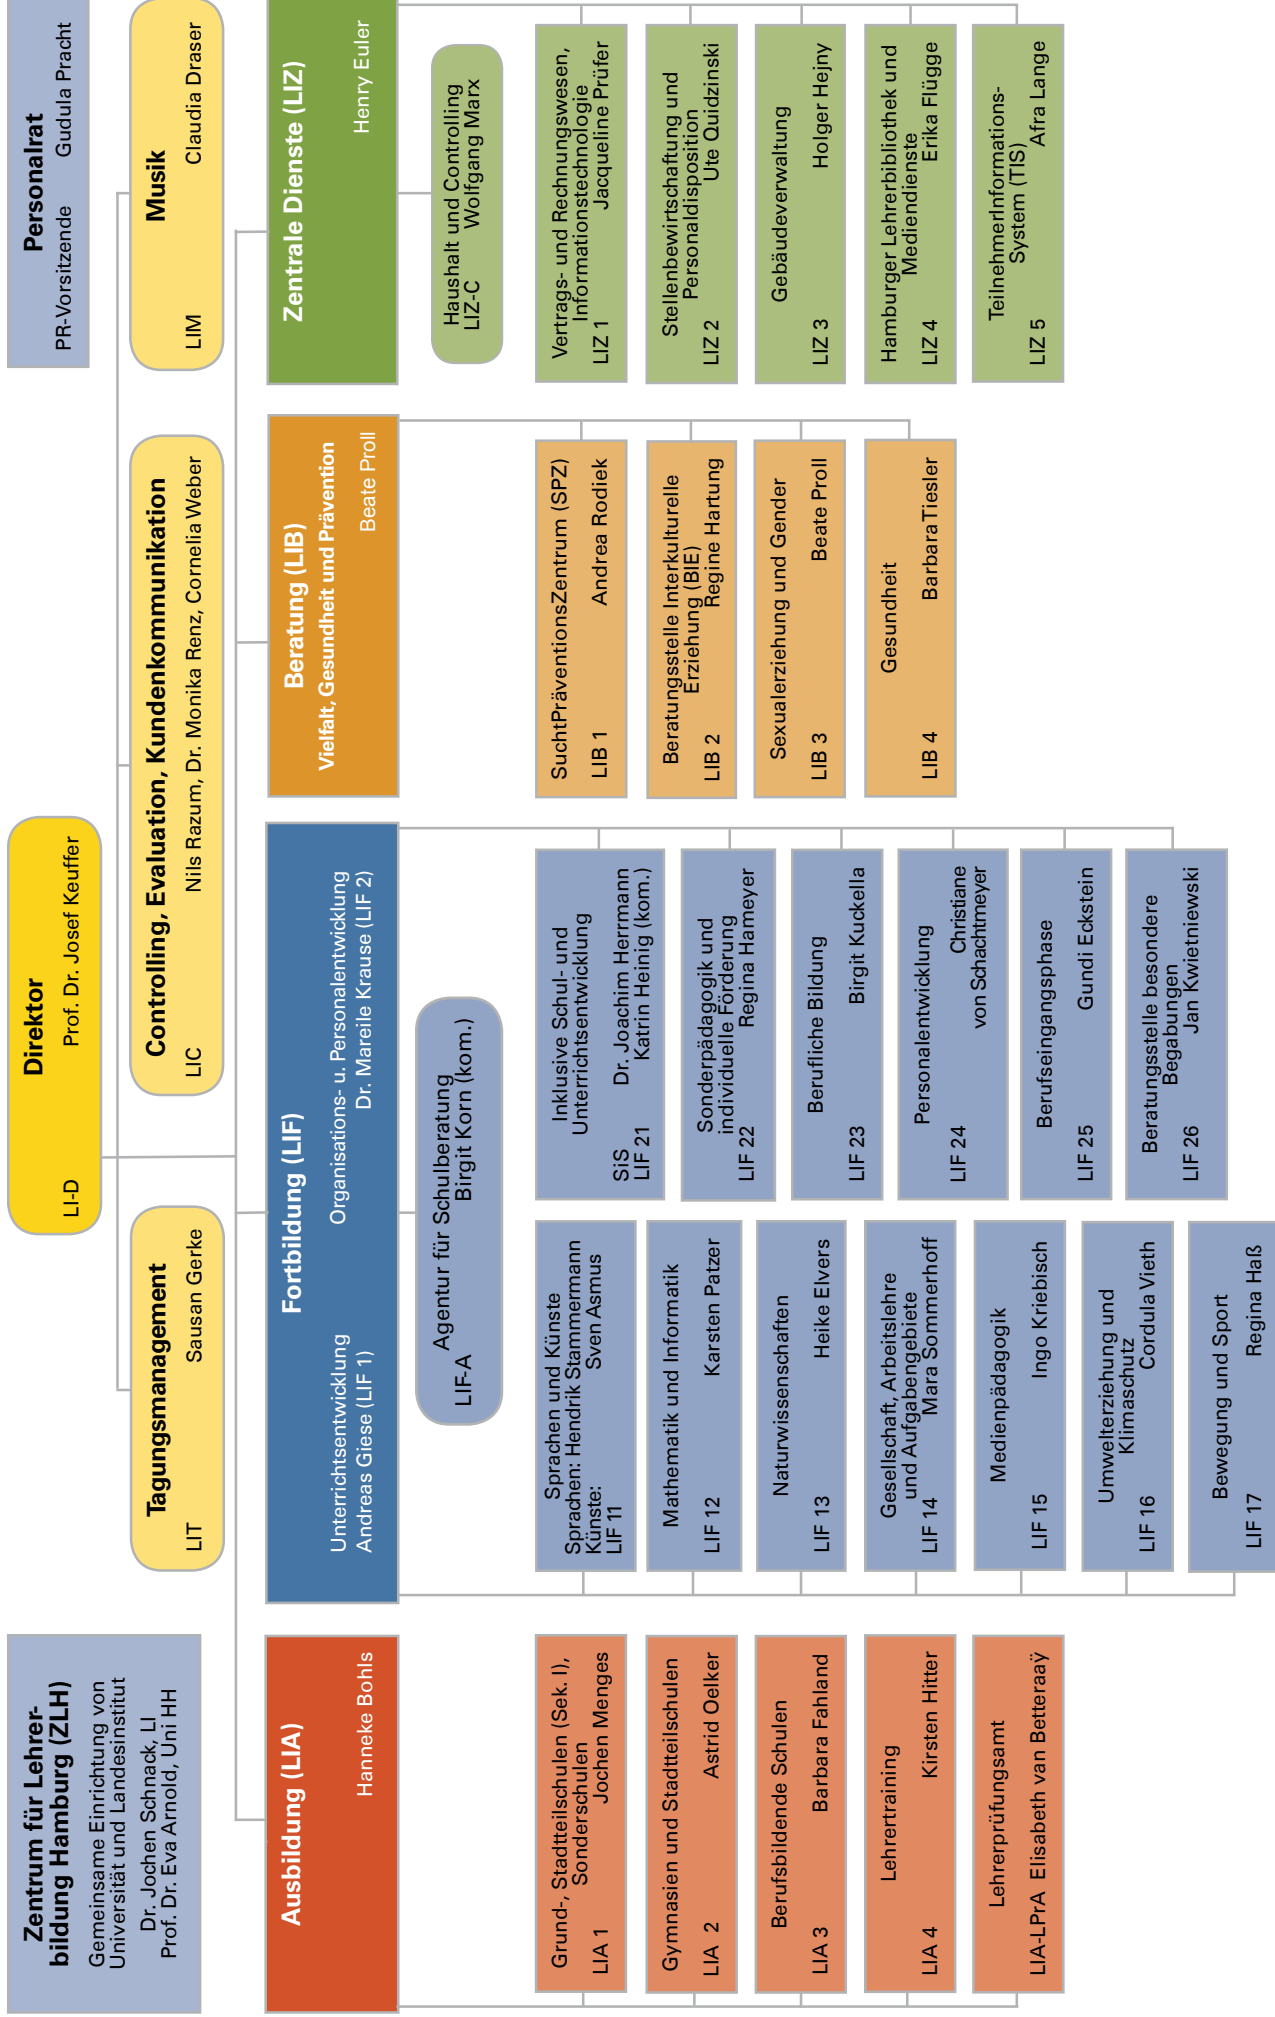 Zentrum für Lehrer-
bildung Hamburg (ZLH)
Gemeinsame Einrichtung von
Universität und Landesinstitut
Dr. Jochen Schnack, LI
Prof. Dr. Eva Arnold, Uni HH
Direktor
LI-D Prof. Dr. Josef Keuffer
Personalrat
PR-Vorsitzende Gudula Pracht
Tagungsmanagement
LIT Sausan Gerke
Controlling, Evaluation, Kundenkommunikation
LIC Nils Razum, Dr. Monika Renz, Cornelia Weber
Musik
LIM Claudia Draser
Ausbildung (LIA)
Hanneke Bohls
Grund-, Stadtteilschulen (Sek. I),
Sonderschulen
LIA 1 Jochen Menges
Gymnasien und Stadtteilschulen
LIA 2 Astrid Oelker
Berufsbildende Schulen
LIA 3 Barbara Fahland
Lehrertraining
LIA 4 Kirsten Hitter
Lehrerprüfungsamt
LIA-LPrA Elisabeth van Betteraaÿ
Fortbildung (LIF)
Unterrichtsentwicklung
Andreas Giese (LIF 1)
Organisations- u. Personalentwicklung
Dr. Mareile Krause (LIF 2)
Agentur für Schulberatung
LIF-A Birgit Korn (kom.)
Sprachen und Künste
Sprachen: Hendrik Stammermann
Künste: Sven Asmus
LIF 11
Mathematik und Informatik
LIF 12 Karsten Patzer
Naturwissenschaften
LIF 13 Heike Elvers
Gesellschaft, Arbeitslehre
und Aufgabengebiete
LIF 14 Mara Sommerhoff
Medienpädagogik
LIF 15 Ingo Kriebisch
Umwelterziehung und
Klimaschutz
LIF 16 Cordula Vieth
Bewegung und Sport
LIF 17 Regina Haß
Inklusive Schul- und
Unterrichtsentwicklung
SiS Dr. Joachim Herrmann
LIF 21 Katrin Heinig (kom.)
Sonderpädagogik und
individuelle Förderung
LIF 22 Regina Hameyer
Berufliche Bildung
LIF 23 Birgit Kuckella
Personalentwicklung
Christiane
LIF 24 von Schachtmeyer
Berufseingangsphase
LIF 25 Gundi Eckstein
Beratungsstelle besondere
Begabungen
LIF 26 Jan Kwietniewski
Beratung (LIB)
Vielfalt, Gesundheit und Prävention
Beate Proll
SuchtPräventionsZentrum (SPZ)
LIB 1 Andrea Rodiek
Beratungsstelle Interkulturelle
Erziehung (BIE)
LIB 2 Regine Hartung
Sexualerziehung und Gender
LIB 3 Beate Proll
Gesundheit
LIB 4 Barbara Tiesler
Zentrale Dienste (LIZ)
Henry Euler
Haushalt und Controlling
LIZ-C Wolfgang Marx
Vertrags- und Rechnungswesen,
Informationstechnologie
LIZ 1 Jacqueline Prüfer
Stellenbewirtschaftung und
Personaldisposition
LIZ 2 Ute Quidzinski
Gebäudeverwaltung
LIZ 3 Holger Hejny
Hamburger Lehrerbibliothek und
Mediendienste
LIZ 4 Erika Flügge
TeilnehmerInformations-
System (TIS)
LIZ 5 Afra Lange